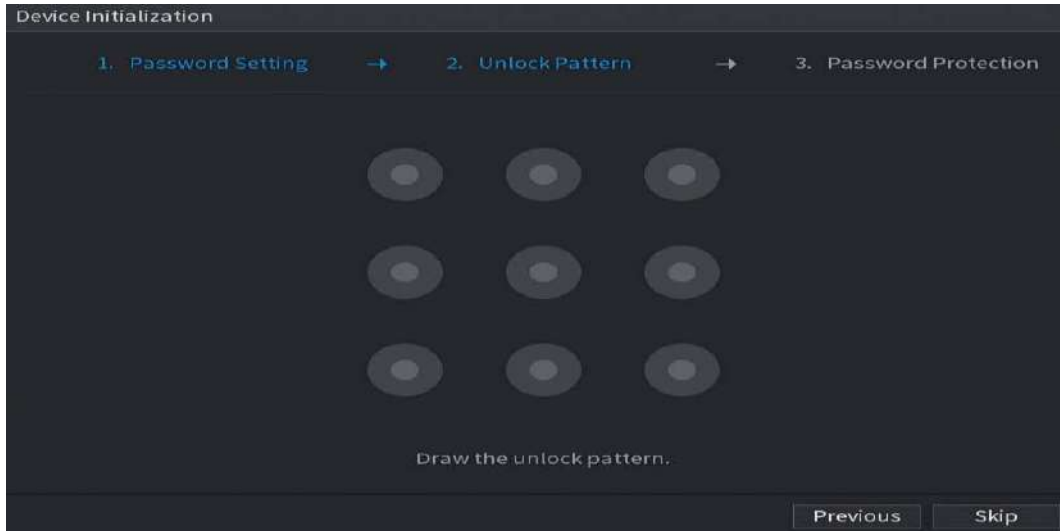 Device Initialization
1. Password Setting → 2. Unlock Pattern → 3. Password Protection
Draw the unlock pattern.
Previous Skip